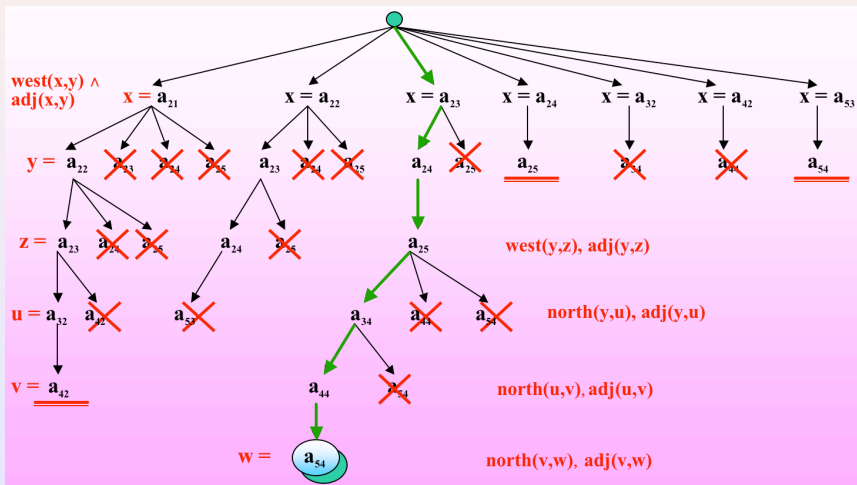 west(x,y) ∧
adj(x,y)
x = a21 x = a22 x = a23 x = a24 x = a32 x = a42 x = a53
y = a22 a23 a24 a25 a23 a24 a25 a24 a25 a25 a34 a44 a54
z = a23 a24 a25 a24 a25 a25 west(y,z), adj(y,z)
u = a32 a42 a53 a34 a44 a54 north(y,u), adj(y,u)
v = a42 a44 a54 north(u,v), adj(u,v)
w = a54 north(v,w), adj(v,w)